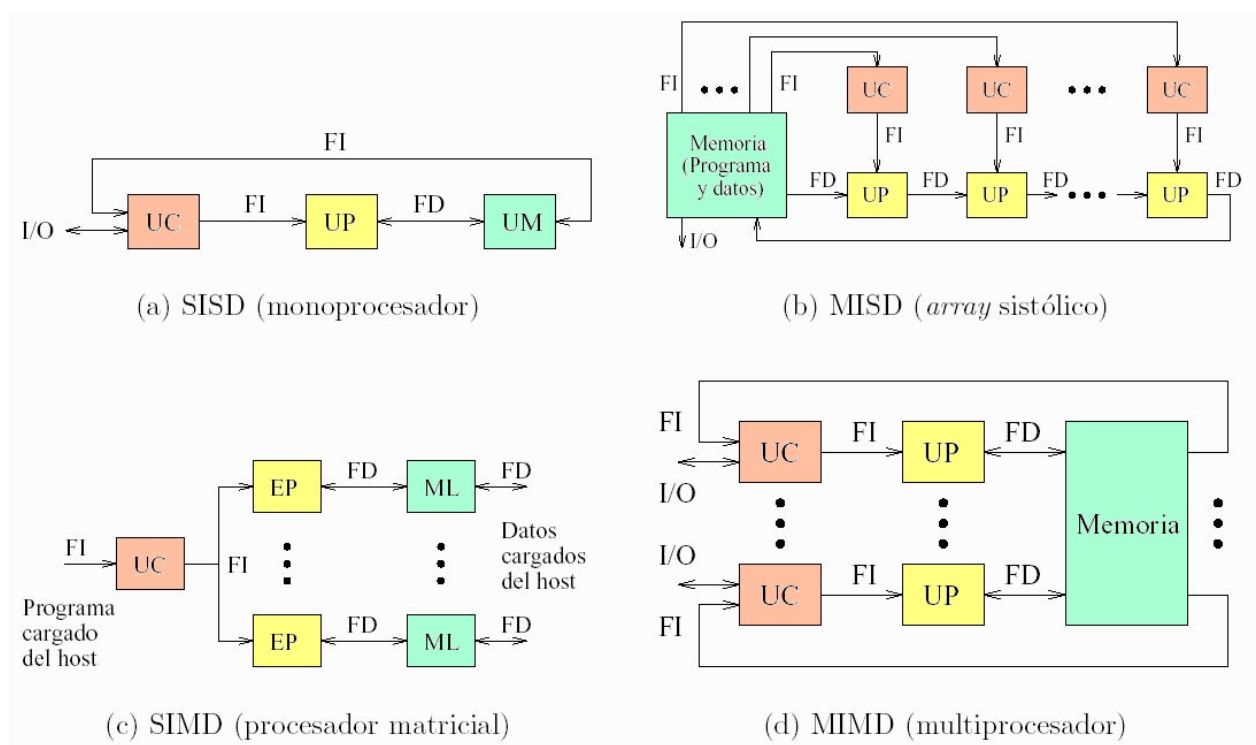 FI
I/O
UC
FI
UP
FD
UM
(a) SISD (monoprocesador)
FI
FI
UC
UC
UC
Memoria
(Programa
y datos)
FI
FI
FI
FD
UP
FD
UP
FD
UP
FD
I/O
(b) MISD (array sistólico)
FI
UC
FI
EP
FD
ML
FD
Programa
cargado
del host
Datos
cargados
del host
EP
FD
ML
FD
(c) SIMD (procesador matricial)
FI
UC
FI
UP
FD
I/O
Memoria
I/O
UC
FI
UP
FD
FI
(d) MIMD (multiprocesador)